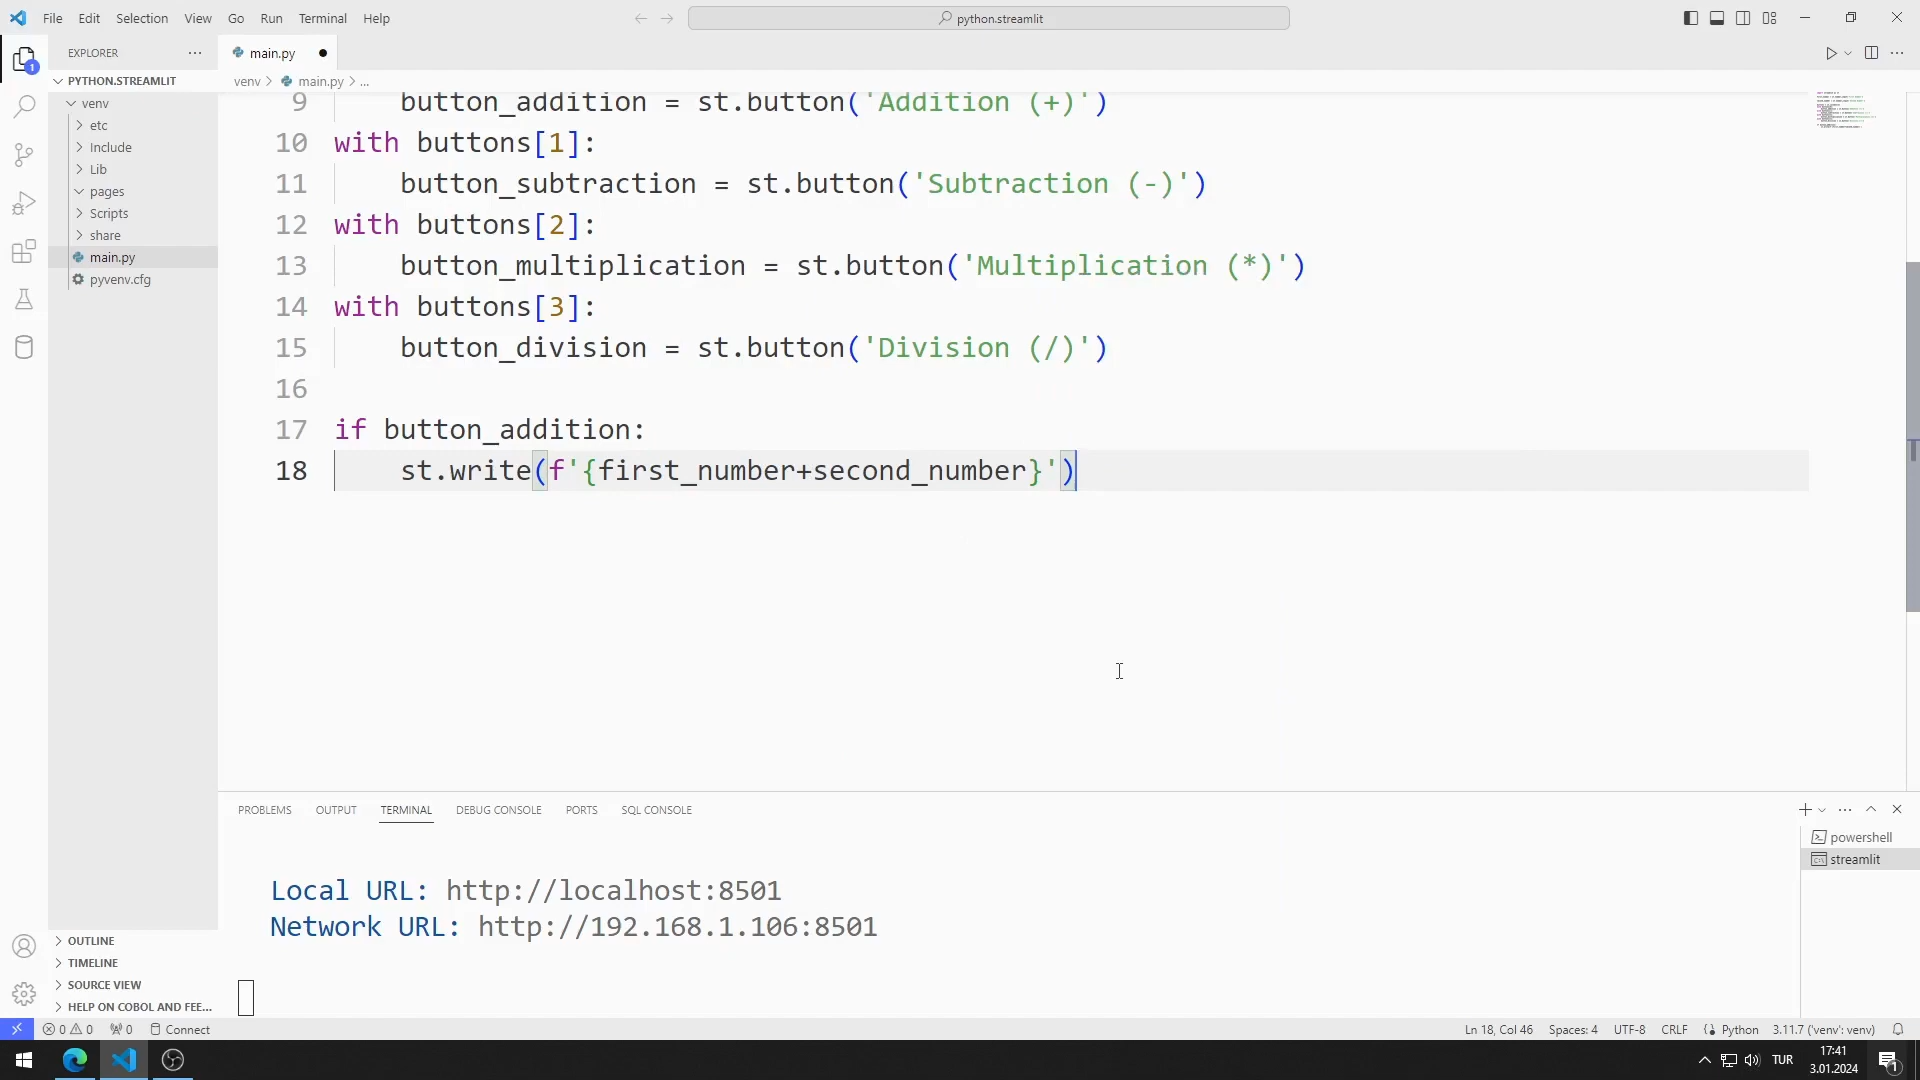 File Edit Selection View Go Run Terminal Help
python.streamlit
EXPLORER
main.py
PYTHON.STREAMLIT
venv
etc
Include
Lib
pages
Scripts
share
main.py
pyvenv.cfg
venv > main.py > ...
9 button_addition = st.button('Addition (+)')
10 with buttons[1]:
11 button_subtraction = st.button('Subtraction (-)')
12 with buttons[2]:
13 button_multiplication = st.button('Multiplication (*)')
14 with buttons[3]:
15 button_division = st.button('Division (/)')
16
17 if button_addition:
18 st.write(f'{first_number+second_number}')
PROBLEMS OUTPUT TERMINAL DEBUG CONSOLE PORTS SQL CONSOLE
powershell
streamlit
Local URL: http://localhost:8501
Network URL: http://192.168.1.106:8501
OUTLINE
TIMELINE
SOURCE VIEW
HELP ON COBOL AND FEE...
0 0 0 Connect
Ln 18, Col 46 Spaces: 4 UTF-8 CRLF Python 3.11.7 ('venv': venv)
TUR
17:41
3.01.2024
1
1